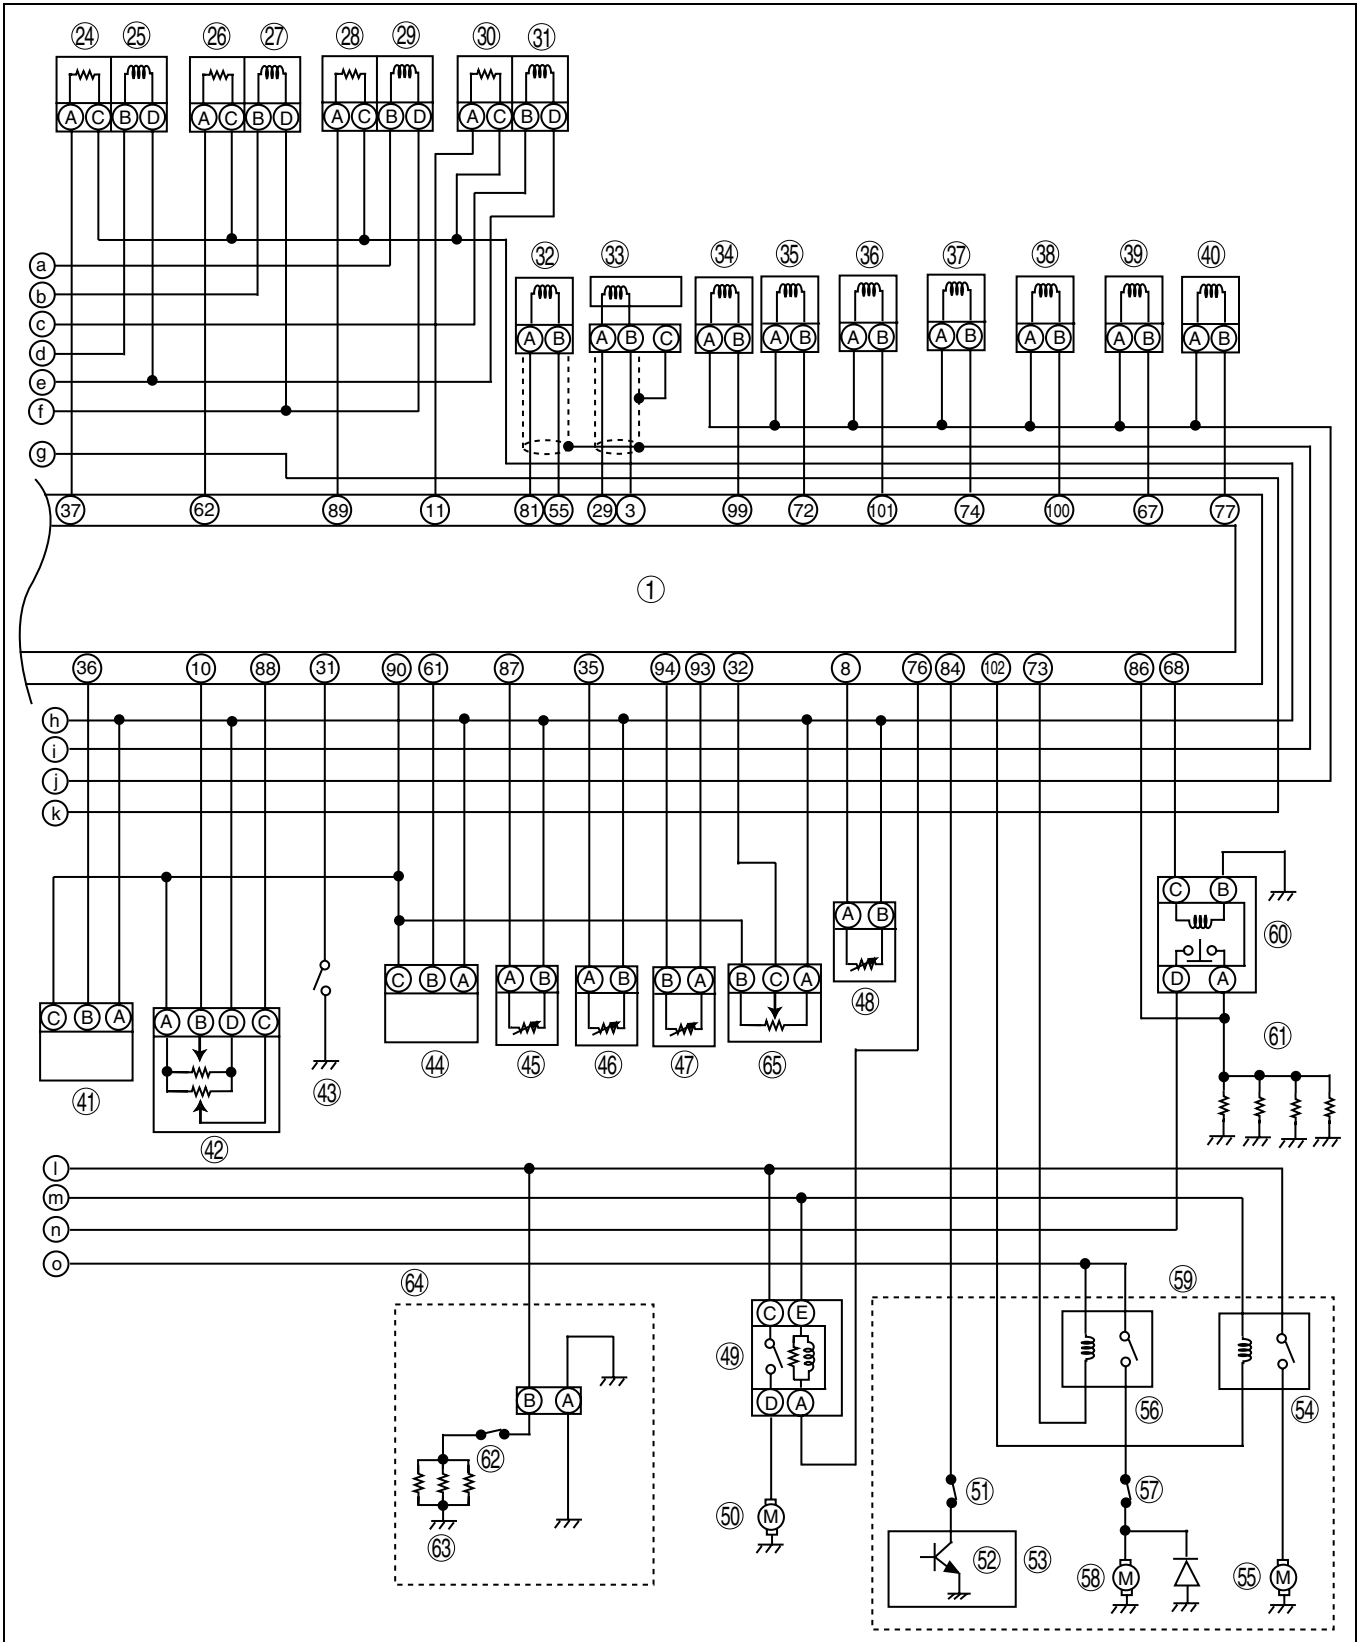 24 25 26 27 28 29 30 31
A C B D A C B D A C B D A C B D
a
b
c
d
e
f
g
32 33 34 35 36 37 38 39 40
A B A B C A B A B A B A B A B A B A B
37 62 89 11 81 55 29 3 99 72 101 74 100 67 77
1
36 10 88 31 90 61 87 35 94 93 32 8 76 84 102 73 86 68
h
i
j
k
C B
60
D A
A B
48
C B A A B A B B A B C A
44 45 46 47 65
C B A A B D C
41 42 43
61
l
m
n
o
64 59
C E
49
D A
B A
56 54
62
63
50 M
51 57
52 53
58 M 55 M